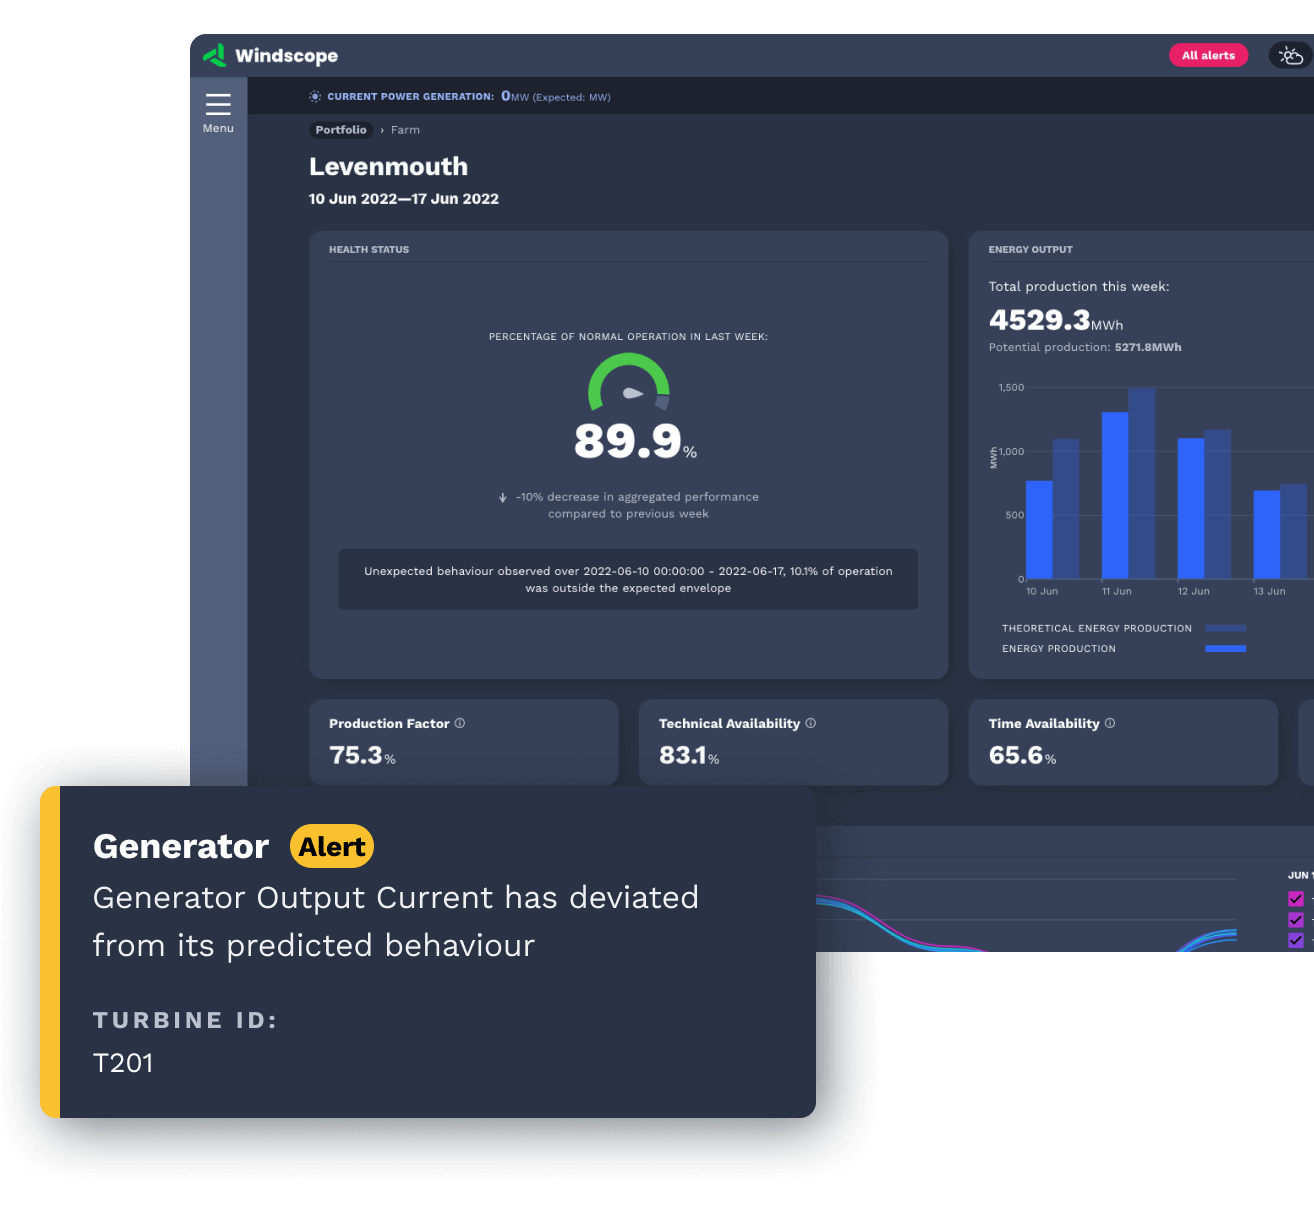 Windscope
All alerts
Menu
CURRENT POWER GENERATION: 0MW (Expected: MW)
Portfolio › Farm
Levenmouth
10 Jun 2022—17 Jun 2022
HEALTH STATUS
PERCENTAGE OF NORMAL OPERATION IN LAST WEEK:
89.9%
-10% decrease in aggregated performance
compared to previous week
Unexpected behaviour observed over 2022-06-10 00:00:00 - 2022-06-17, 10.1% of operation
was outside the expected envelope
ENERGY OUTPUT
Total production this week:
4529.3MWh
Potential production: 5271.8MWh
1,500
1,000
500
0
MWh
10 Jun
11 Jun
12 Jun
13 Jun
THEORETICAL ENERGY PRODUCTION
ENERGY PRODUCTION
Production Factor
75.3%
Technical Availability
83.1%
Time Availability
65.6%
JUN
Generator Alert
Generator Output Current has deviated
from its predicted behaviour
TURBINE ID:
T201